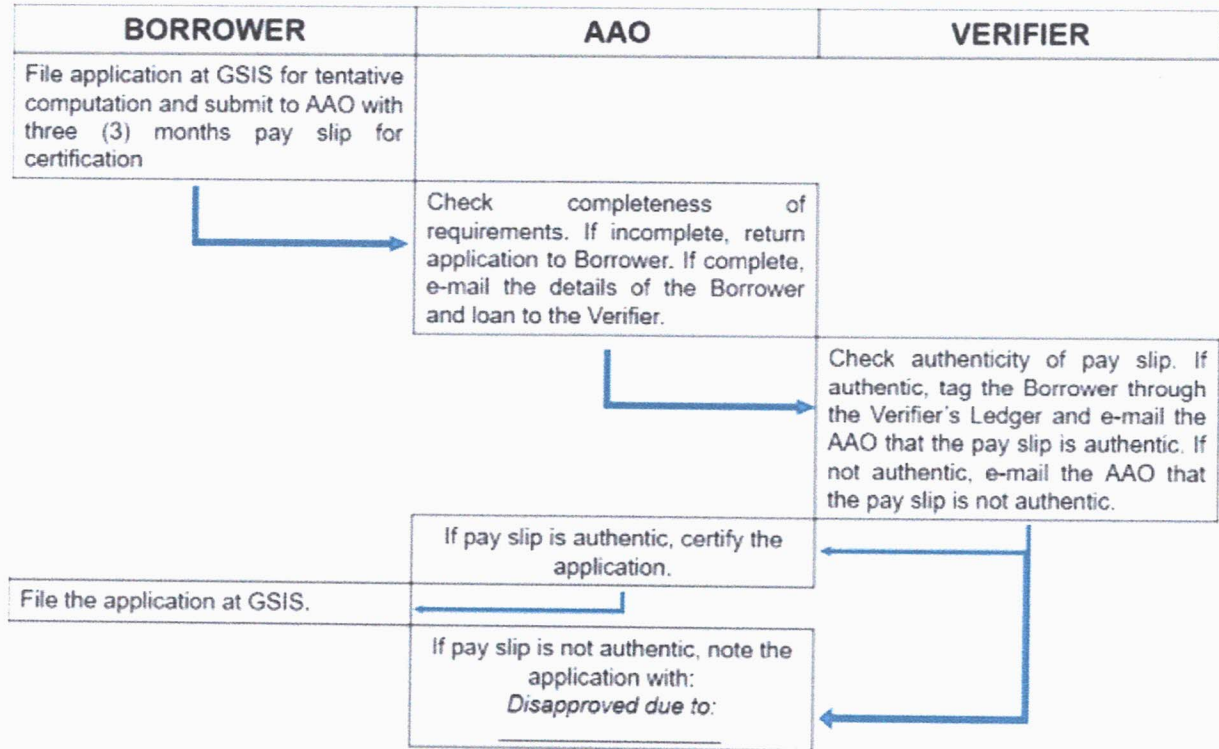 BORROWER
AAO
VERIFIER
File application at GSIS for tentative
computation and submit to AAO with
three (3) months pay slip for
certification
Check completeness of
requirements. If incomplete, return
application to Borrower. If complete,
e-mail the details of the Borrower
and loan to the Verifier.
Check authenticity of pay slip. If
authentic, tag the Borrower through
the Verifier's Ledger and e-mail the
AAO that the pay slip is authentic. If
not authentic, e-mail the AAO that
the pay slip is not authentic.
If pay slip is authentic, certify the
application.
File the application at GSIS.
If pay slip is not authentic, note the
application with:
Disapproved due to: